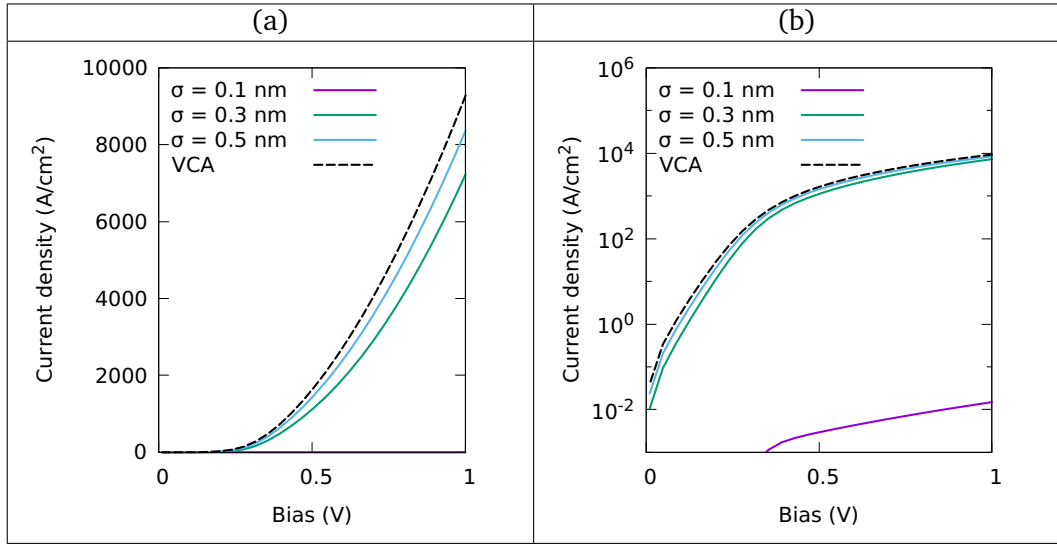 (a)
(b)
10000
8000
6000
4000
2000
0
Current density (A/cm²)
σ = 0.1 nm
σ = 0.3 nm
σ = 0.5 nm
VCA
0
0.5
1
Bias (V)
10⁶
10⁴
10²
10⁰
10⁻²
Current density (A/cm²)
σ = 0.1 nm
σ = 0.3 nm
σ = 0.5 nm
VCA
0
0.5
1
Bias (V)